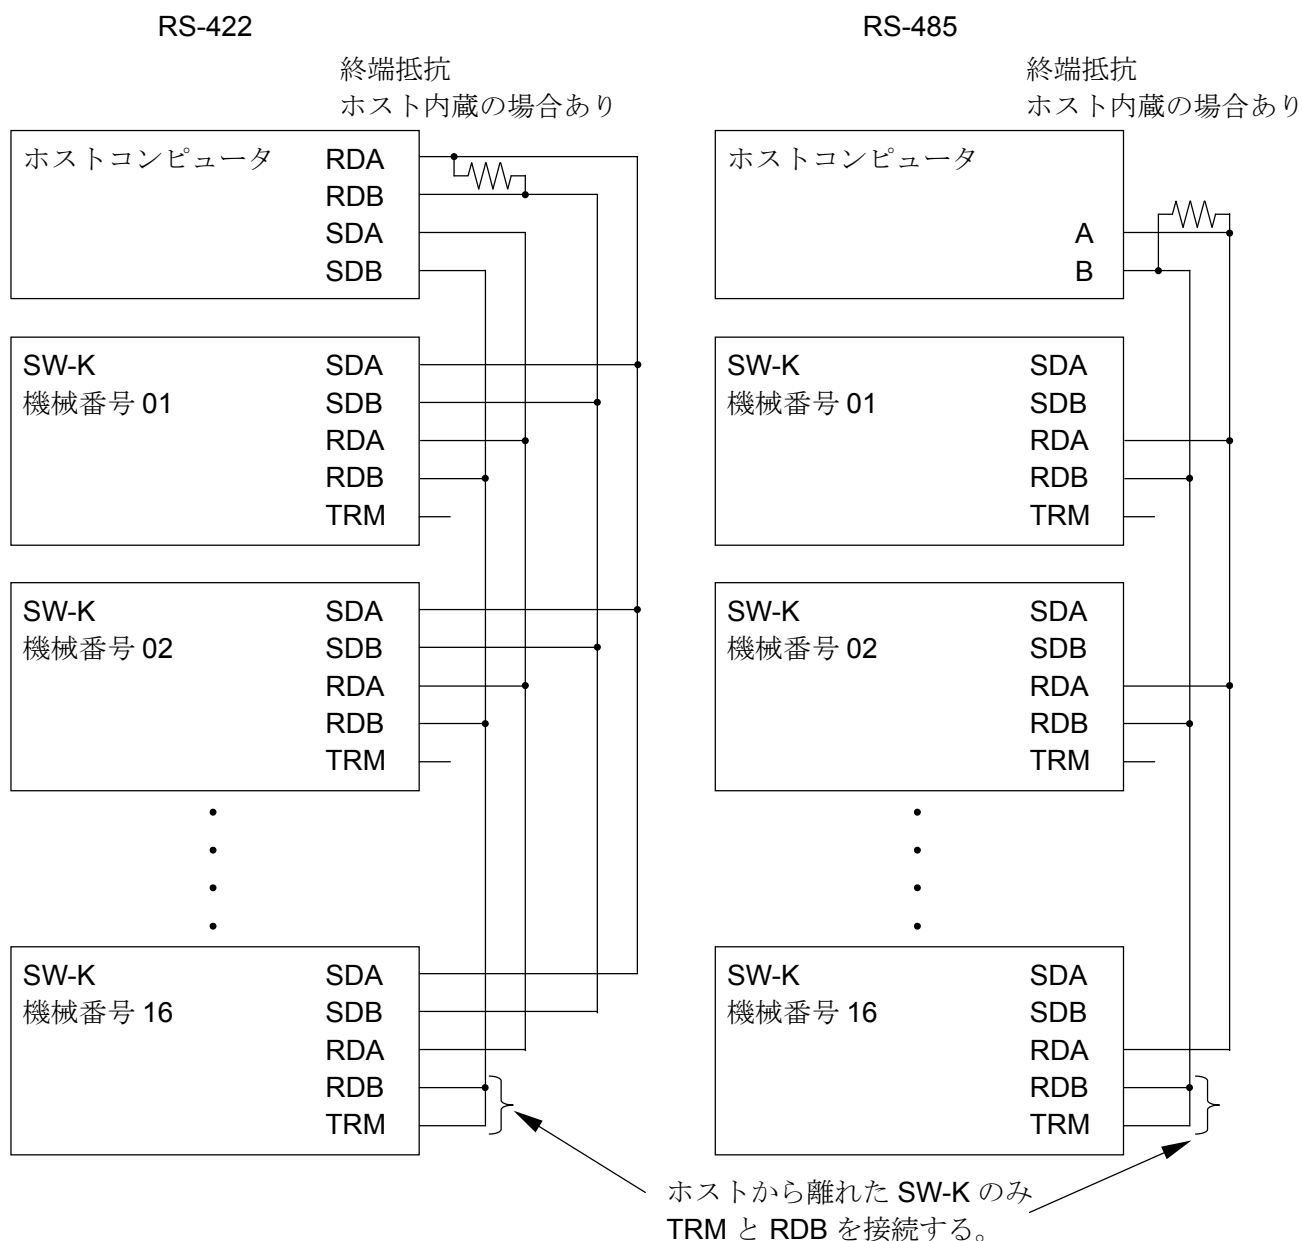 RS-422
終端抵抗
ホスト内蔵の場合あり
ホストコンピュータ
RDA
RDB
SDA
SDB
SW-K
機械番号 01
SDA
SDB
RDA
RDB
TRM
SW-K
機械番号 02
SDA
SDB
RDA
RDB
TRM
SW-K
機械番号 16
SDA
SDB
RDA
RDB
TRM
RS-485
終端抵抗
ホスト内蔵の場合あり
ホストコンピュータ
A
B
SW-K
機械番号 01
SDA
SDB
RDA
RDB
TRM
SW-K
機械番号 02
SDA
SDB
RDA
RDB
TRM
SW-K
機械番号 16
SDA
SDB
RDA
RDB
TRM
ホストから離れた SW-K のみ
TRM と RDB を接続する。